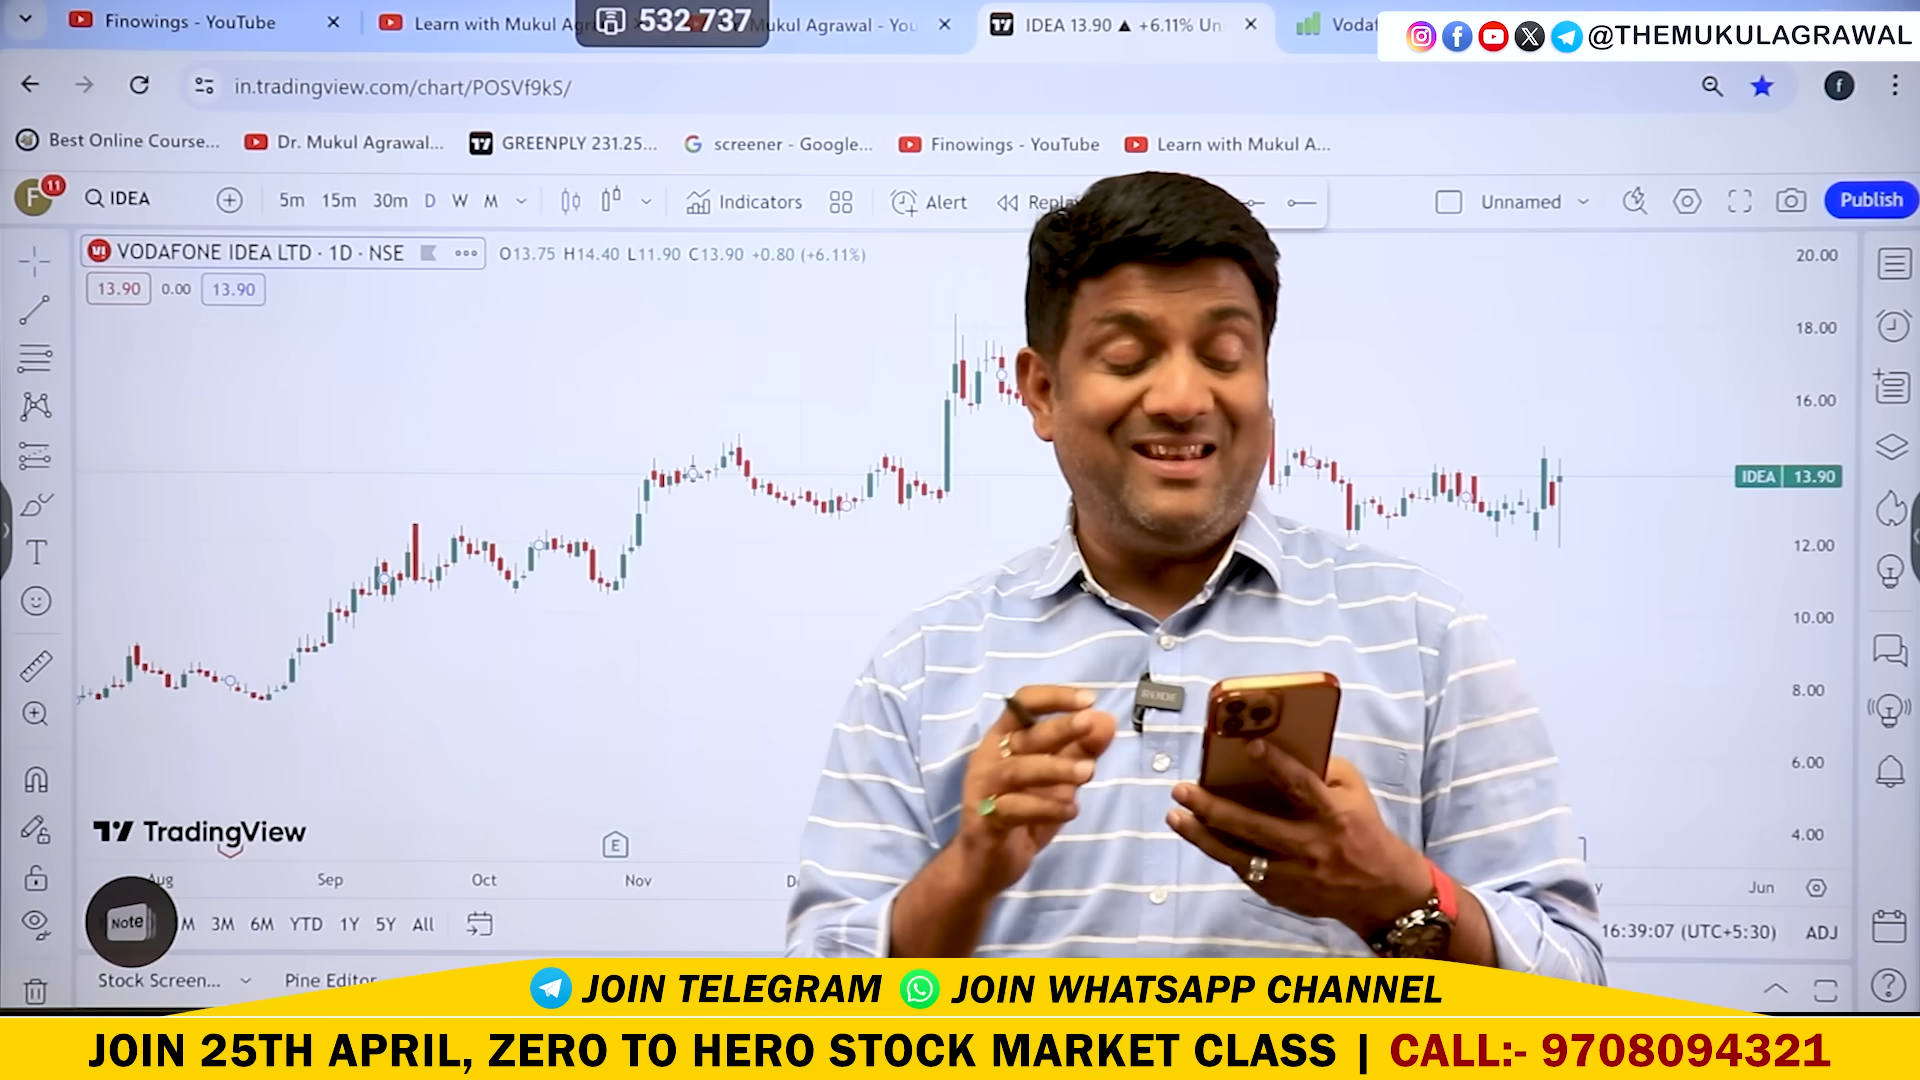 Finowings - YouTube
Learn with Mukul Ag
532 737
Mukul Agrawal - You
IDEA 13.90 ▲ +6.11% Un
Vodaf
@THEMUKULAGRAWAL
in.tradingview.com/chart/POSVf9kS/
f
Best Online Course...
Dr. Mukul Agrawal...
GREENPLY 231.25...
screener - Google...
Finowings - YouTube
Learn with Mukul A...
F
11
IDEA
5m 15m 30m D W M
Indicators
Alert
Replay
Unnamed
Publish
VODAFONE IDEA LTD · 1D · NSE
O13.75 H14.40 L11.90 C13.90 +0.80 (+6.11%)
13.90 0.00 13.90
20.00
18.00
16.00
IDEA 13.90
12.00
10.00
8.00
6.00
4.00
RODE
TradingView
E
Aug Sep Oct Nov
Jun
Note
M 3M 6M YTD 1Y 5Y All
16:39:07 (UTC+5:30) ADJ
Stock Screen...
Pine Editor
JOIN TELEGRAM JOIN WHATSAPP CHANNEL
JOIN 25TH APRIL, ZERO TO HERO STOCK MARKET CLASS | CALL:- 9708094321